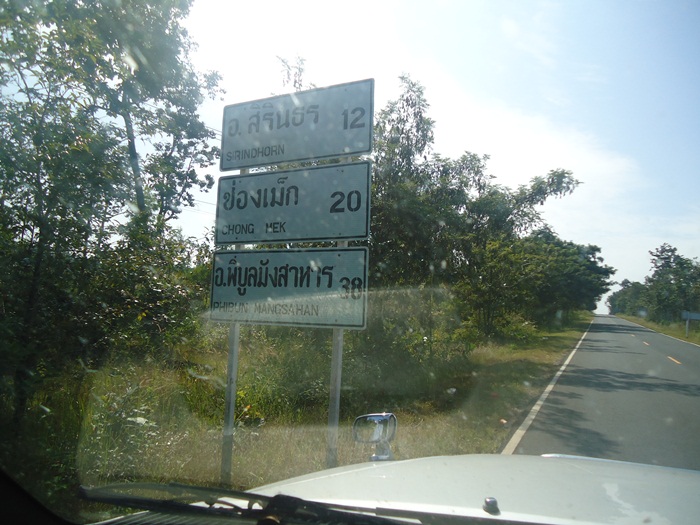 อ. สิรินธร 12
SIRINDHORN
ช่องเม็ก 20
CHONG MEK
อ.พิบูลมังสาหาร 38
PHIBUN MANGSAHAN